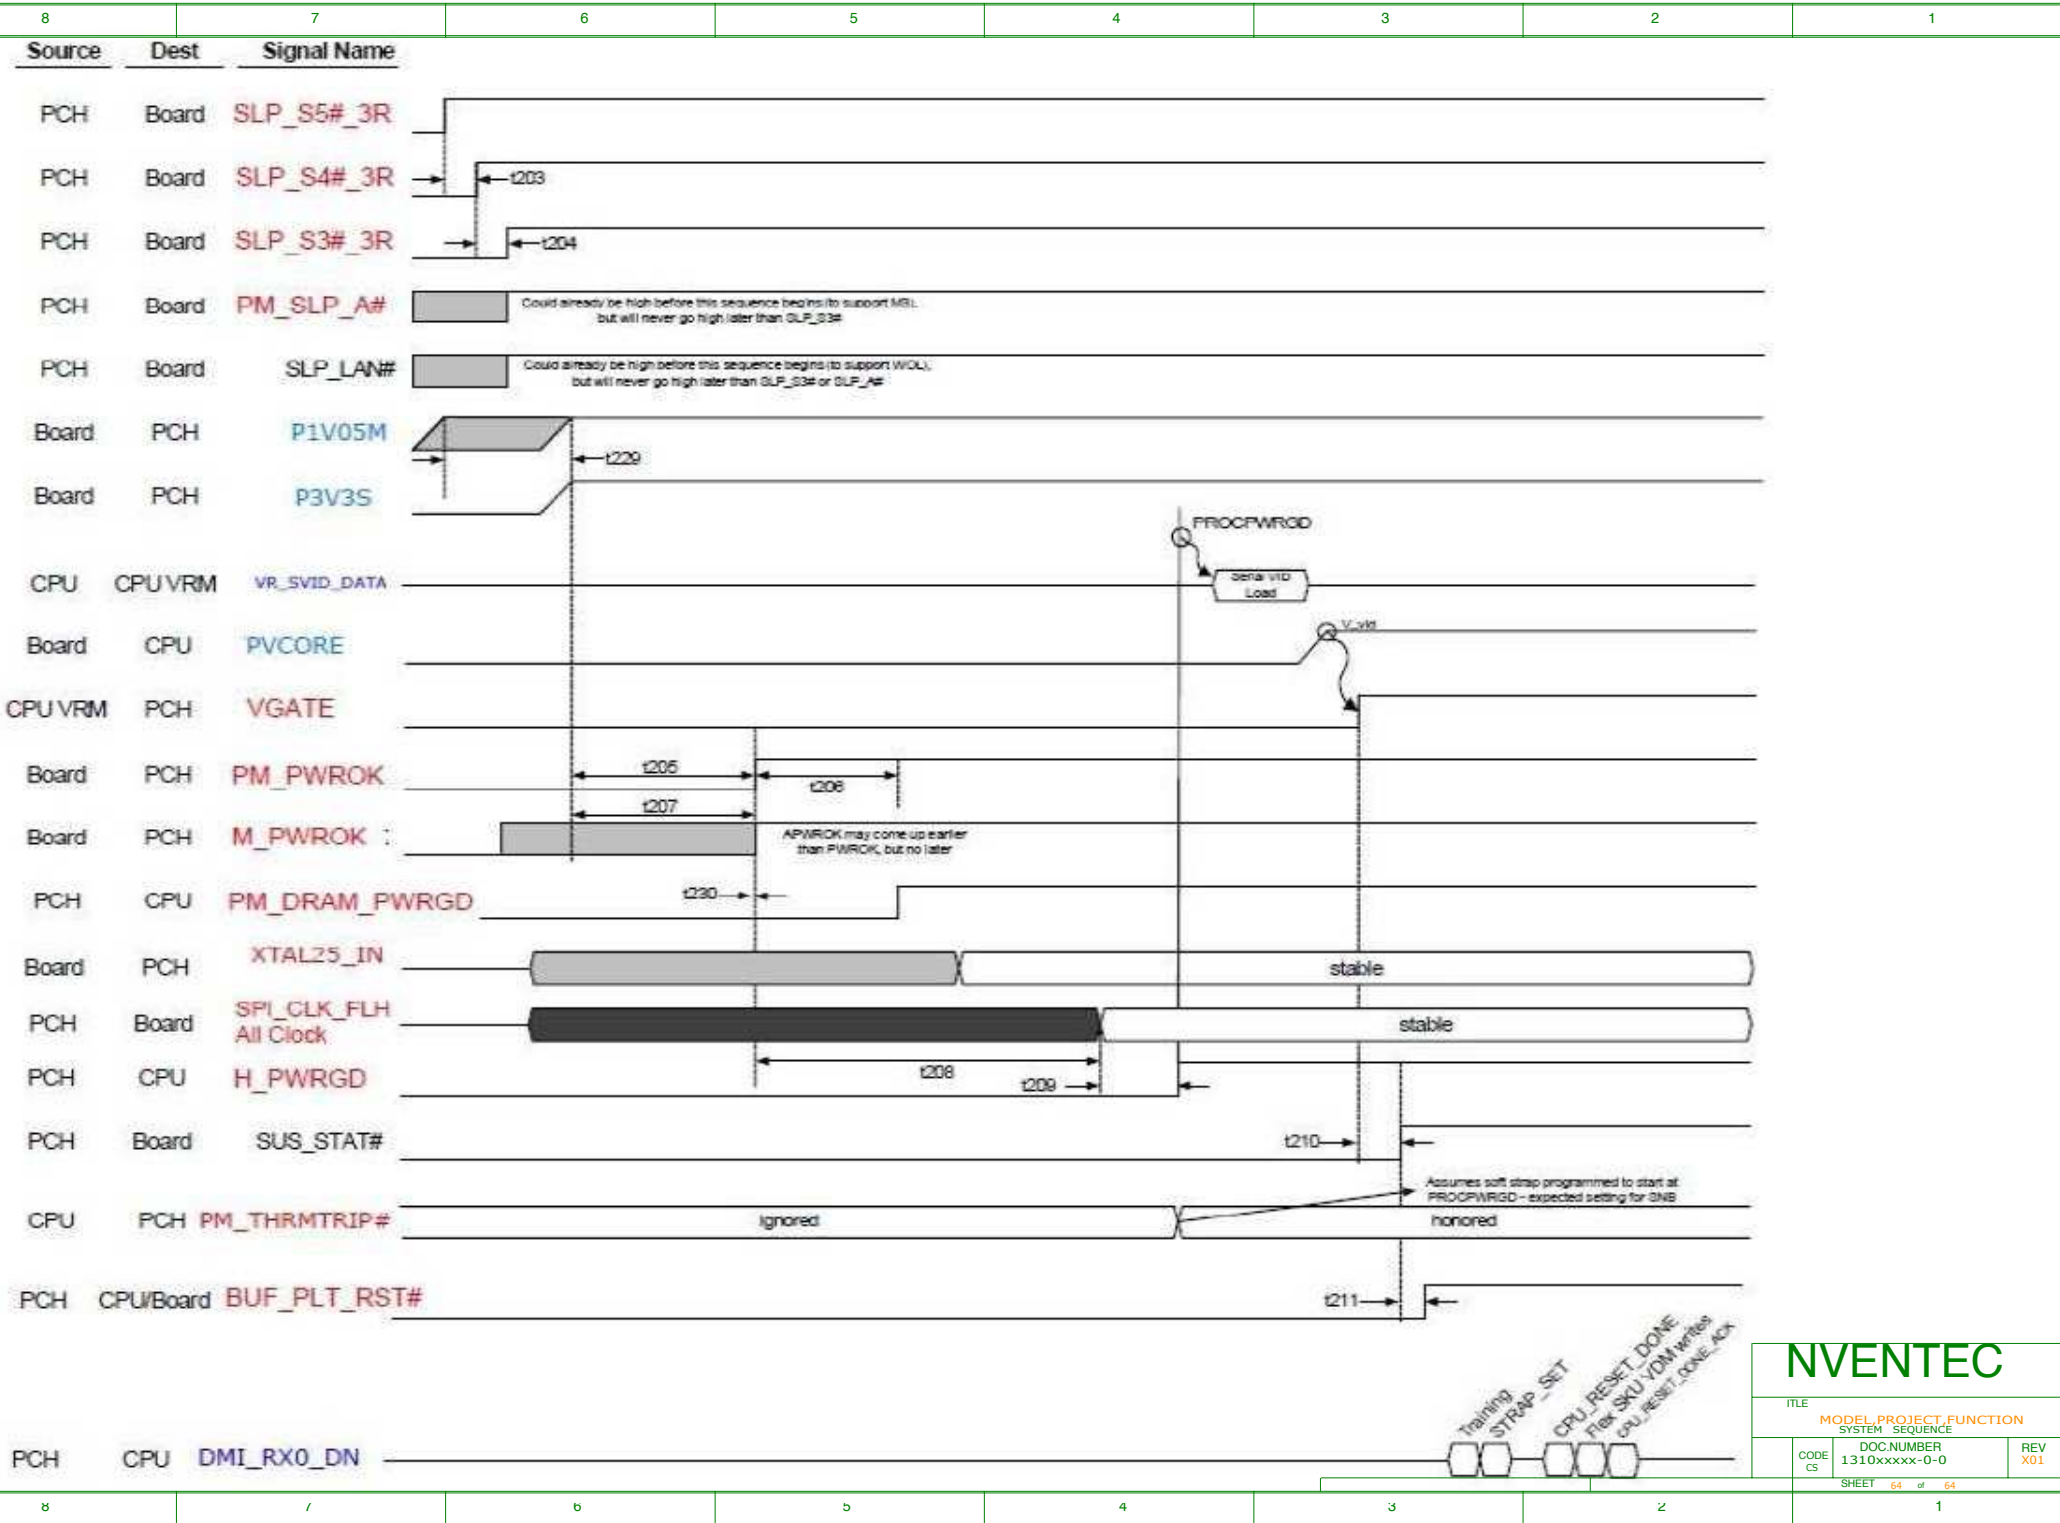 8 7 6 5 4 3 2 1
Source Dest Signal Name
PCH Board SLP_S5#_3R
PCH Board SLP_S4#_3R t203
PCH Board SLP_S3#_3R t204
PCH Board PM_SLP_A# Could already be high before this sequence begins (to support M3),
but will never go high later than SLP_S3#
PCH Board SLP_LAN# Could already be high before this sequence begins (to support WOL),
but will never go high later than SLP_S3# or SLP_A#
Board PCH P1V05M
t229
Board PCH P3V3S
PROCPWRGD
CPU CPU VRM VR_SVID_DATA Serial VID
Load
V_vid
Board CPU PVCORE
CPU VRM PCH VGATE
Board PCH PM_PWROK t205 t206
t207
Board PCH M_PWROK : APWROK may come up earlier
than PWROK, but no later
PCH CPU PM_DRAM_PWRGD t230
Board PCH XTAL25_IN stable
PCH Board SPI_CLK_FLH stable
All Clock
PCH CPU H_PWRGD t208 t209
PCH Board SUS_STAT# t210
Assumes soft strap programmed to start at
PROCPWRGD - expected setting for SNB
CPU PCH PM_THRMTRIP# ignored honored
PCH CPU/Board BUF_PLT_RST# t211
Training
STRAP_SET
CPU_RESET_DONE
Flex SKU VDM writes
CPU_RESET_DONE_ACK
PCH CPU DMI_RX0_DN
NVENTEC
ITLE
MODEL,PROJECT,FUNCTION
SYSTEM SEQUENCE
CODE DOC.NUMBER REV
CS 1310xxxxx-0-0 X01
SHEET 64 of 64
8 7 6 5 4 3 2 1